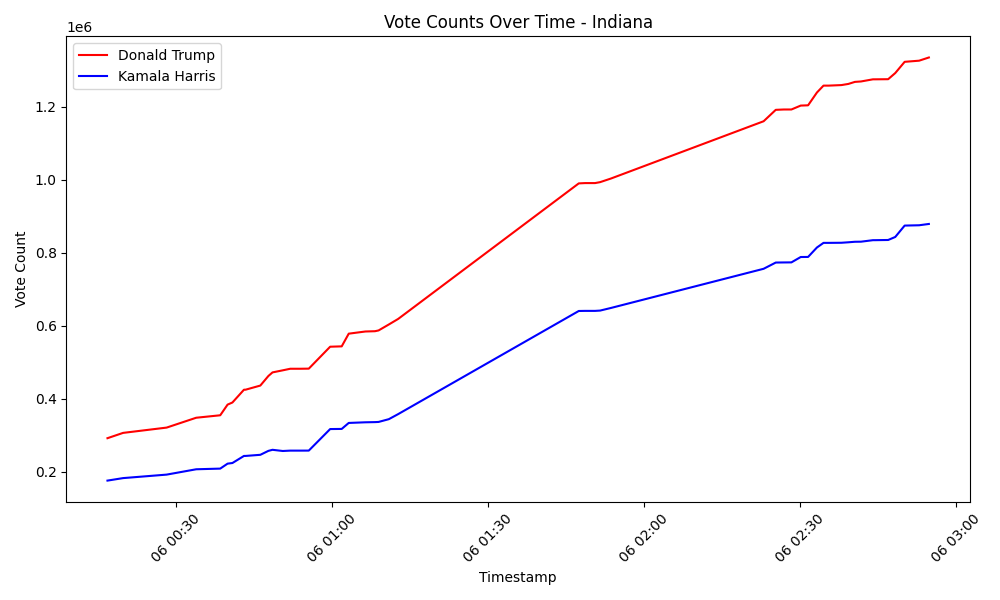 Vote Counts Over Time - Indiana
1e6
Donald Trump
Kamala Harris
1.2
1.0
0.8
0.6
0.4
0.2
Vote Count
06 00:30
06 01:00
06 01:30
06 02:00
06 02:30
06 03:00
Timestamp